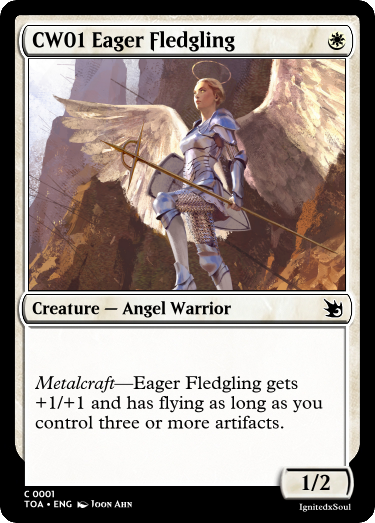 CW01 Eager Fledgling
Creature — Angel Warrior
Metalcraft—Eager Fledgling gets
+1/+1 and has flying as long as you
control three or more artifacts.
1/2
C 0001
TOA • ENG Joon Ahn
IgnitedxSoul